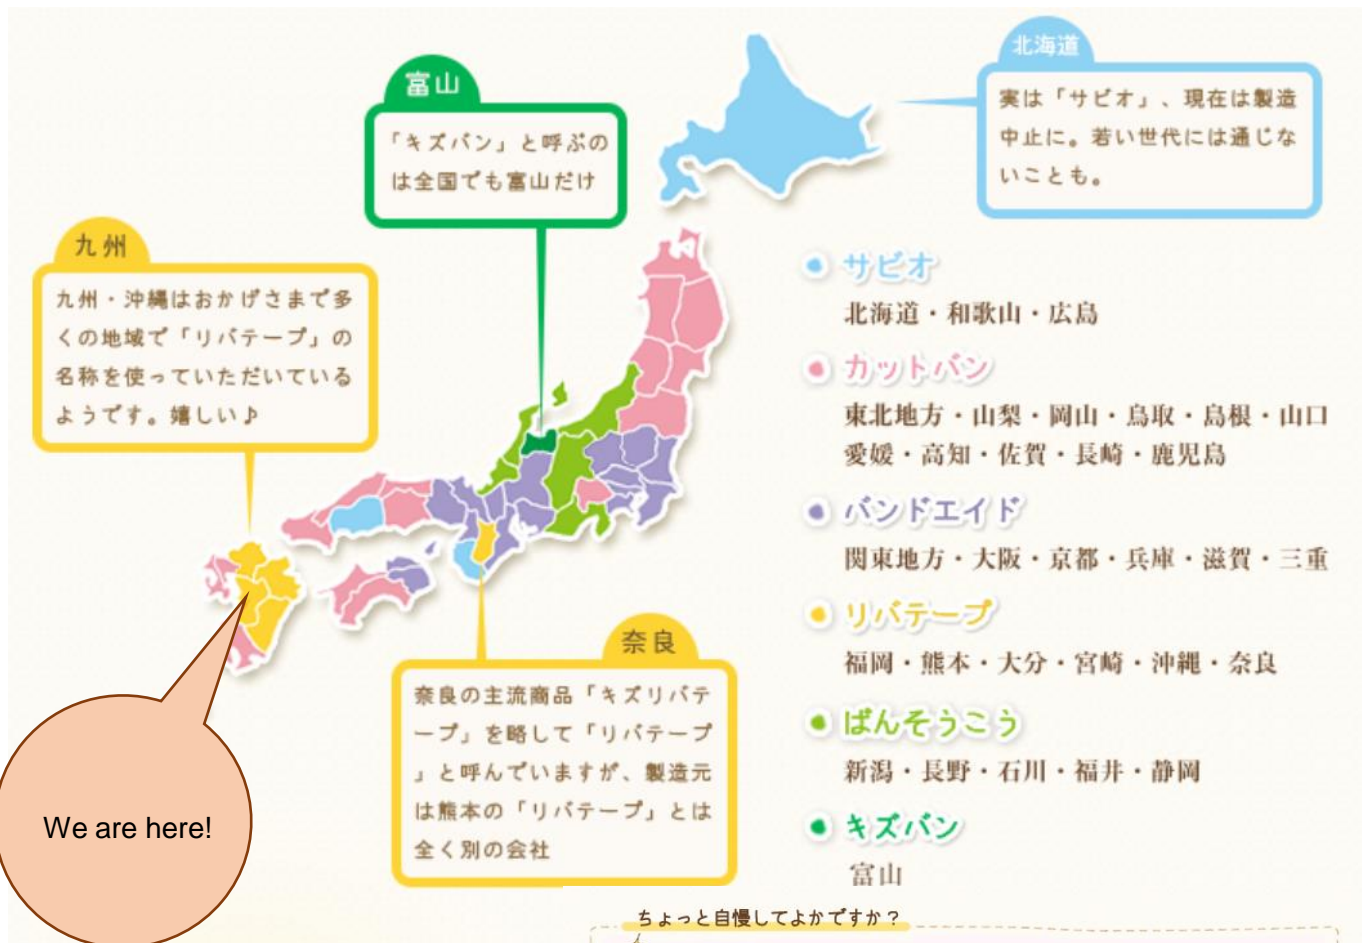 北海道
実は「サビオ」、現在は製造
中止に。若い世代には通じな
いことも。
富山
「キズバン」と呼ぶの
は全国でも富山だけ
九州
九州・沖縄はおかげさまで多
くの地域で「リバテープ」の
名称を使っていただいている
ようです。嬉しい♪
サビオ
北海道・和歌山・広島
カットバン
東北地方・山梨・岡山・鳥取・島根・山口
愛媛・高知・佐賀・長崎・鹿児島
バンドエイド
関東地方・大阪・京都・兵庫・滋賀・三重
リバテープ
福岡・熊本・大分・宮崎・沖縄・奈良
ばんそうこう
新潟・長野・石川・福井・静岡
キズバン
富山
奈良
奈良の主流商品「キズリバテ
ープ」を略して「リバテープ
」と呼んでいますが、製造元
は熊本の「リバテープ」とは
全く別の会社
We are here!
ちょっと自慢してよかですか？